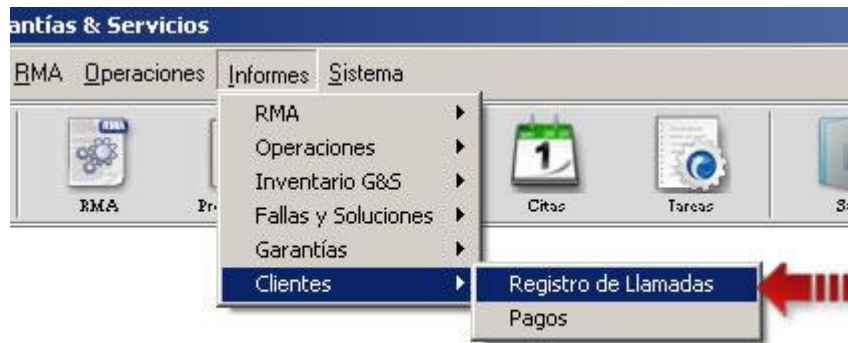 antías & Servicios
RMA Operaciones Informes Sistema
RMA
Operaciones
Inventario G&S
Fallas y Soluciones
Garantías
Clientes
Registro de Llamadas
Pagos
RMA
RMA
1
Citas
Tareas